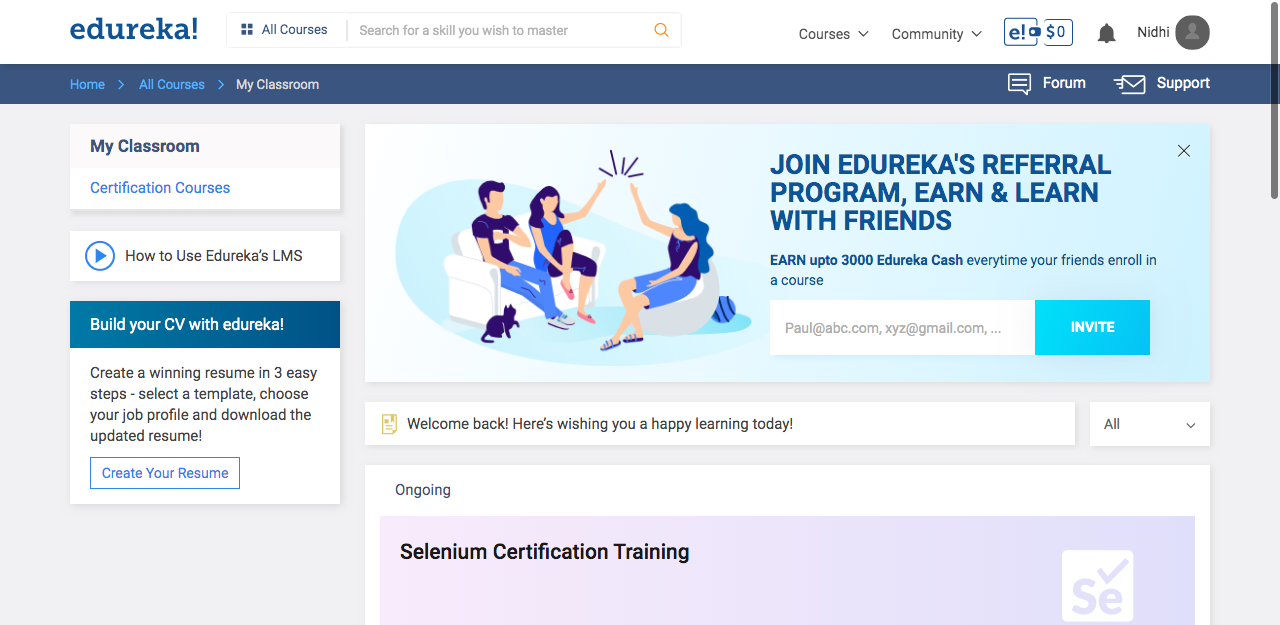 edureka!
All Courses
Search for a skill you wish to master
Courses
Community
e! $0
Nidhi
Home > All Courses > My Classroom
Forum
Support
My Classroom
Certification Courses
How to Use Edureka’s LMS
Build your CV with edureka!
Create a winning resume in 3 easy
steps - select a template, choose
your job profile and download the
updated resume!
Create Your Resume
JOIN EDUREKA'S REFERRAL
PROGRAM, EARN & LEARN
WITH FRIENDS
EARN upto 3000 Edureka Cash everytime your friends enroll in
a course
Paul@abc.com, xyz@gmail.com, ...
INVITE
Welcome back! Here’s wishing you a happy learning today!
All
Ongoing
Selenium Certification Training
Se